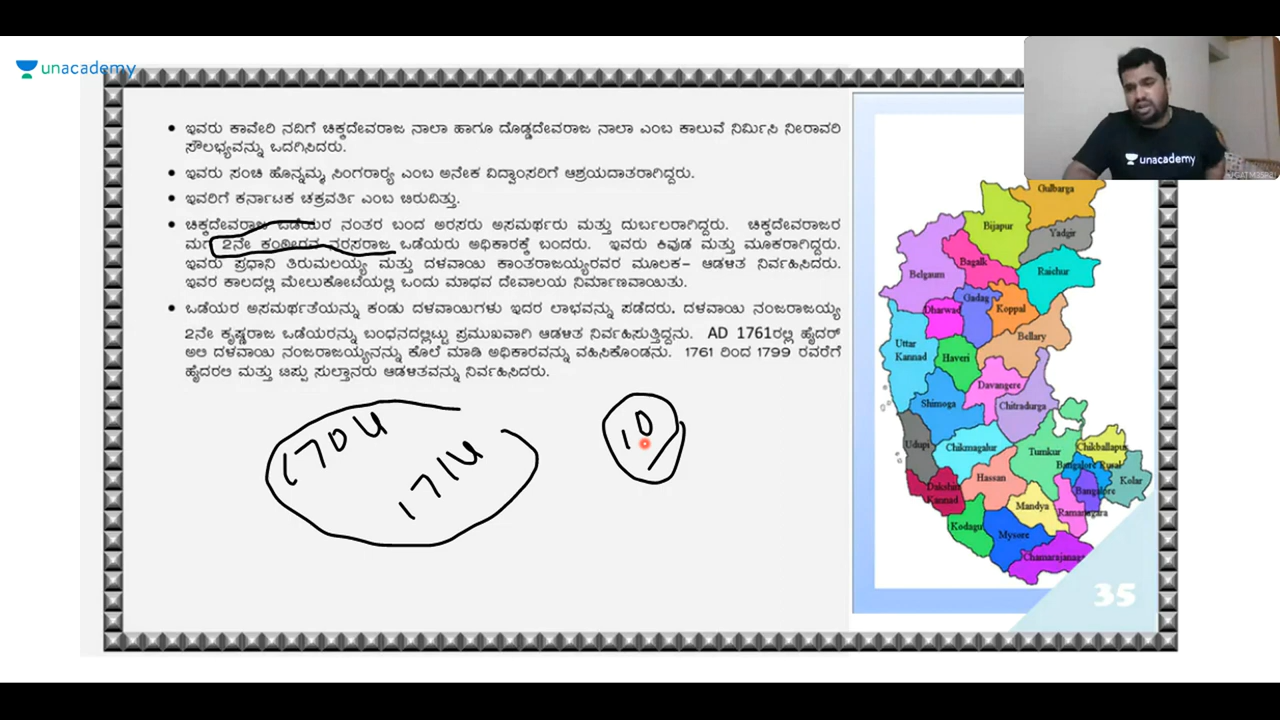 unacademy
ಇವರು ಕಾವೇರಿ ನದಿಗೆ ಚಿಕ್ಕದೇವರಾಜ ನಾಲಾ ಹಾಗೂ ದೊಡ್ಡದೇವರಾಜ ನಾಲಾ ಎಂಬ ಕಾಲುವೆ ನಿರ್ಮಿಸಿ ನೀರಾವರಿ
ಸೌಲಭ್ಯವನ್ನು ಒದಗಿಸಿದರು.
ಇವರು ಸಂಚಿ ಹೊನ್ನಮ್ಮ ಸಿಂಗರಾರ್‍ಯ ಎಂಬ ಅನೇಕ ವಿದ್ವಾಂಸರಿಗೆ ಆಶ್ರಯದಾತರಾಗಿದ್ದರು.
ಇವರಿಗೆ ಕರ್ನಾಟಕ ಚಕ್ರವರ್ತಿ ಎಂಬ ಬಿರುದಿತ್ತು.
ಚಿಕ್ಕದೇವರಾಜ ಒಡೆಯರ ನಂತರ ಬಂದ ಅರಸರು ಅಸಮರ್ಥರು ಮತ್ತು ದುರ್ಬಲರಾಗಿದ್ದರು. ಚಿಕ್ಕದೇವರಾಜರ
ಮಗ 2ನೇ ಕಂಠೀರವ ನರಸರಾಜ ಒಡೆಯರು ಅಧಿಕಾರಕ್ಕೆ ಬಂದರು. ಇವರು ಕಿವುಡ ಮತ್ತು ಮೂಕರಾಗಿದ್ದರು.
ಇವರು ಪ್ರಧಾನಿ ತಿರುಮಲಯ್ಯ ಮತ್ತು ದಳವಾಯಿ ಕಾಂತರಾಜಯ್ಯರವರ ಮೂಲಕ- ಆಡಳಿತ ನಿರ್ವಹಿಸಿದರು.
ಇವರ ಕಾಲದಲ್ಲಿ ಮೇಲುಕೋಟೆಯಲ್ಲಿ ಒಂದು ಮಾಧವ ದೇವಾಲಯ ನಿರ್ಮಾಣವಾಯಿತು.
ಒಡೆಯರ ಅಸಮರ್ಥತೆಯನ್ನು ಕಂಡು ದಳವಾಯಿಗಳು ಇದರ ಲಾಭವನ್ನು ಪಡೆದರು. ದಳವಾಯಿ ನಂಜರಾಜಯ್ಯ
2ನೇ ಕೃಷ್ಣರಾಜ ಒಡೆಯರನ್ನು ಬಂಧನದಲ್ಲಿಟ್ಟು ಪ್ರಮುಖವಾಗಿ ಆಡಳಿತ ನಿರ್ವಹಿಸುತ್ತಿದ್ದನು. AD 1761ರಲ್ಲಿ ಹೈದರ್
ಅಲಿ ದಳವಾಯಿ ನಂಜರಾಜಯ್ಯನನ್ನು ಕೊಲೆ ಮಾಡಿ ಅಧಿಕಾರವನ್ನು ವಹಿಸಿಕೊಂಡನು. 1761 ರಿಂದ 1799 ರವರೆಗೆ
ಹೈದರಲಿ ಮತ್ತು ಟಿಪ್ಪು ಸುಲ್ತಾನರು ಆಡಳಿತವನ್ನು ನಿರ್ವಹಿಸಿದರು.
1704
1714
10
unacademy
Gulbarga
Bijapur
Yadgir
Bagalk
Belgaum
Raichur
Gadag
Dharwad
Koppal
Bellary
Uttar
Kannad
Haveri
Davangere
Shimoga
Chitradurga
Udupi
Chikmagalur
Tumkur
Chikballapur
Bangalore Rural
Kolar
Hassan
Bangalore
Dakshin
Kannad
Mandya
Ramanagara
Kodagu
Mysore
Chamarajanaga
35